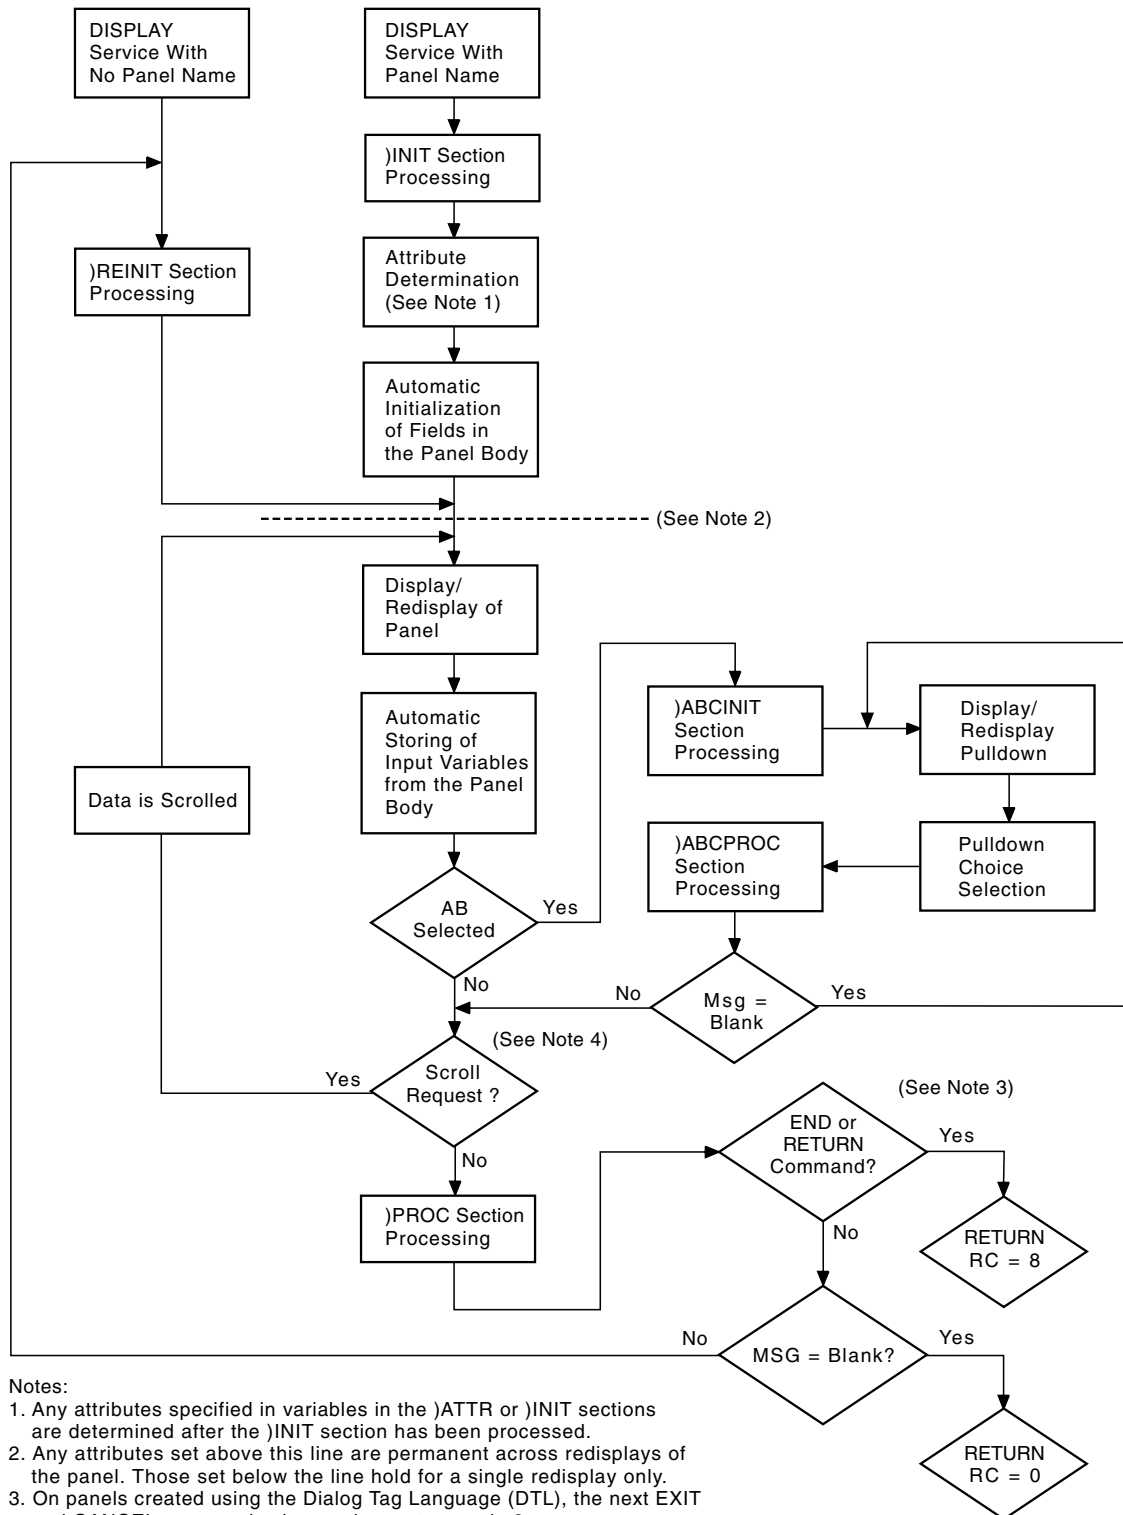 DISPLAY
Service With
No Panel Name
DISPLAY
Service With
Panel Name
)INIT Section
Processing
)REINIT Section
Processing
Attribute
Determination
(See Note 1)
Automatic
Initialization
of Fields in
the Panel Body
(See Note 2)
Display/
Redisplay of
Panel
Automatic
Storing of
Input Variables
from the Panel
Body
Data is Scrolled
)ABCINIT
Section
Processing
Display/
Redisplay
Pulldown
)ABCPROC
Section
Processing
Pulldown
Choice
Selection
AB
Selected
Yes
No
No
Msg =
Blank
Yes
(See Note 4)
Yes
Scroll
Request ?
No
(See Note 3)
END or
RETURN
Command?
Yes
)PROC Section
Processing
No
RETURN
RC = 8
No
MSG = Blank?
Yes
RETURN
RC = 0
Notes:
1. Any attributes specified in variables in the )ATTR or )INIT sections
are determined after the )INIT section has been processed.
2. Any attributes set above this line are permanent across redisplays of
the panel. Those set below the line hold for a single redisplay only.
3. On panels created using the Dialog Tag Language (DTL), the next EXIT